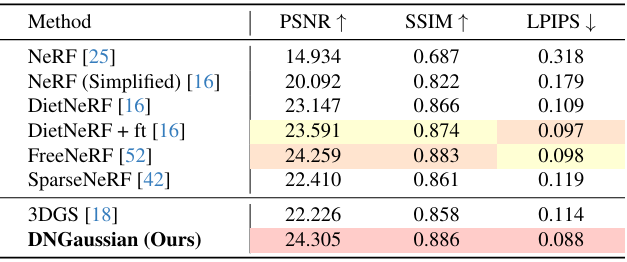 Method PSNR ↑ SSIM ↑ LPIPS ↓
NeRF [25] 14.934 0.687 0.318
NeRF (Simplified) [16] 20.092 0.822 0.179
DietNeRF [16] 23.147 0.866 0.109
DietNeRF + ft [16] 23.591 0.874 0.097
FreeNeRF [52] 24.259 0.883 0.098
SparseNeRF [42] 22.410 0.861 0.119
3DGS [18] 22.226 0.858 0.114
DNGaussian (Ours) 24.305 0.886 0.088